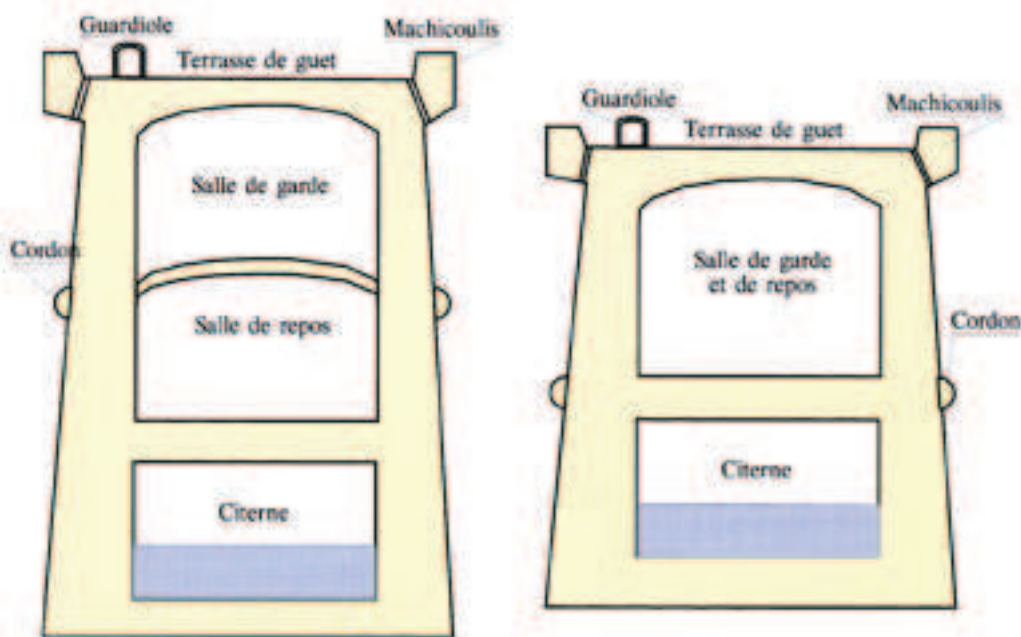 Guardiole
Machicoulis
Terrasse de guet
Salle de garde
Cordon
Salle de repos
Citerne
Guardiole
Machicoulis
Terrasse de guet
Salle de garde
et de repos
Cordon
Citerne